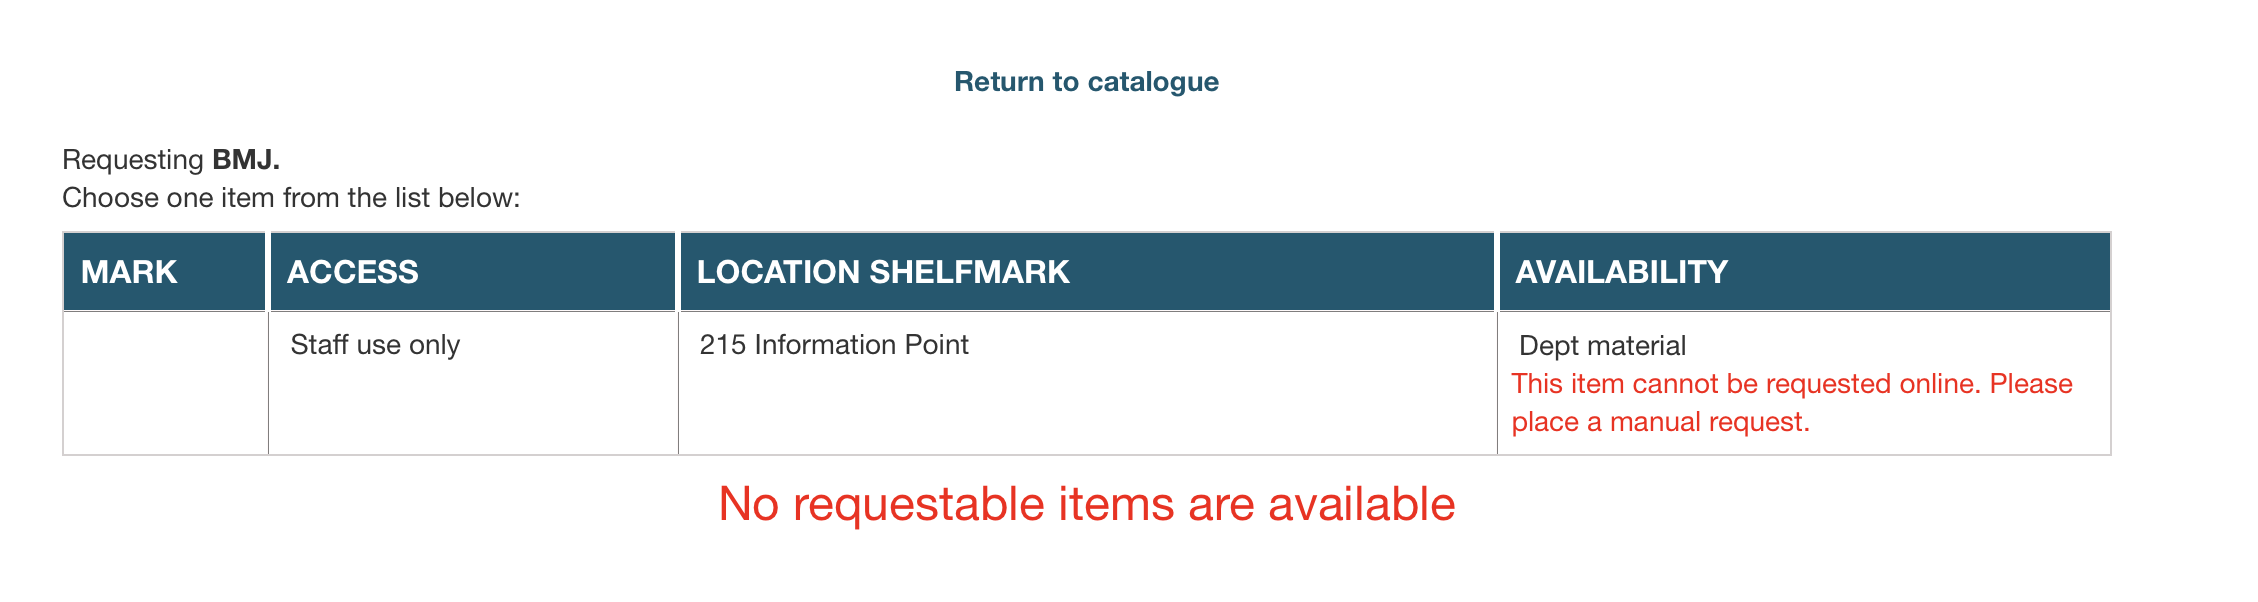 Return to catalogue
Requesting BMJ.
Choose one item from the list below:
MARK ACCESS LOCATION SHELFMARK AVAILABILITY
Staff use only 215 Information Point Dept material
This item cannot be requested online. Please
place a manual request.
No requestable items are available